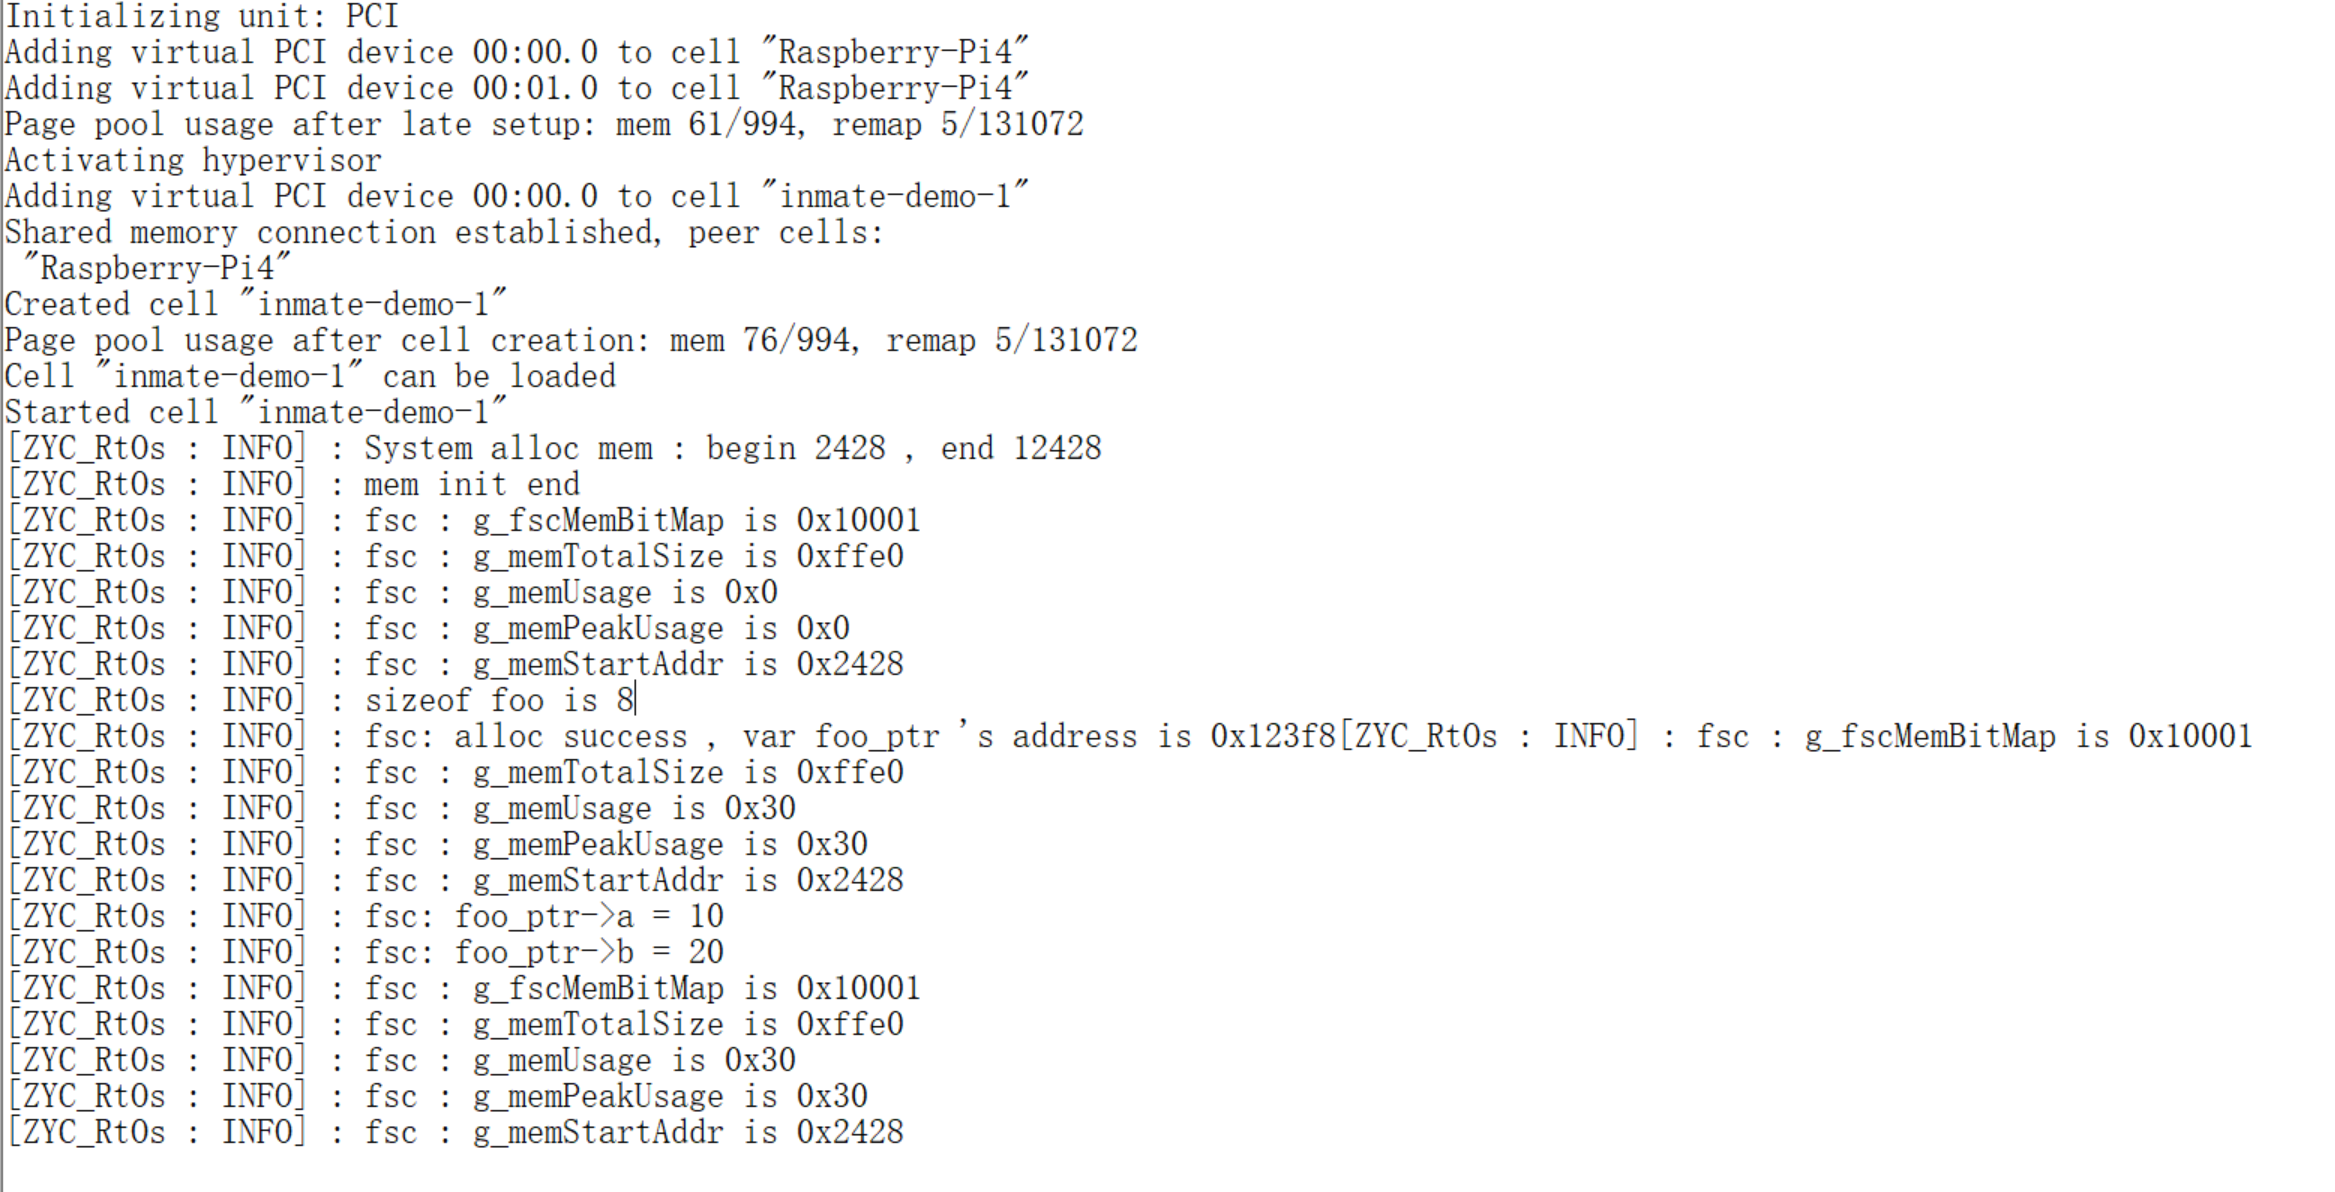 Initializing unit: PCI
Adding virtual PCI device 00:00.0 to cell "Raspberry-Pi4"
Adding virtual PCI device 00:01.0 to cell "Raspberry-Pi4"
Page pool usage after late setup: mem 61/994, remap 5/131072
Activating hypervisor
Adding virtual PCI device 00:00.0 to cell "inmate-demo-1"
Shared memory connection established, peer cells:
 "Raspberry-Pi4"
Created cell "inmate-demo-1"
Page pool usage after cell creation: mem 76/994, remap 5/131072
Cell "inmate-demo-1" can be loaded
Started cell "inmate-demo-1"
[ZYC_RtOs : INFO] : System alloc mem : begin 2428 , end 12428
[ZYC_RtOs : INFO] : mem init end
[ZYC_RtOs : INFO] : fsc : g_fscMemBitMap is 0x10001
[ZYC_RtOs : INFO] : fsc : g_memTotalSize is 0xffe0
[ZYC_RtOs : INFO] : fsc : g_memUsage is 0x0
[ZYC_RtOs : INFO] : fsc : g_memPeakUsage is 0x0
[ZYC_RtOs : INFO] : fsc : g_memStartAddr is 0x2428
[ZYC_RtOs : INFO] : sizeof foo is 8
[ZYC_RtOs : INFO] : fsc: alloc success , var foo_ptr 's address is 0x123f8[ZYC_RtOs : INFO] : fsc : g_fscMemBitMap is 0x10001
[ZYC_RtOs : INFO] : fsc : g_memTotalSize is 0xffe0
[ZYC_RtOs : INFO] : fsc : g_memUsage is 0x30
[ZYC_RtOs : INFO] : fsc : g_memPeakUsage is 0x30
[ZYC_RtOs : INFO] : fsc : g_memStartAddr is 0x2428
[ZYC_RtOs : INFO] : fsc: foo_ptr->a = 10
[ZYC_RtOs : INFO] : fsc: foo_ptr->b = 20
[ZYC_RtOs : INFO] : fsc : g_fscMemBitMap is 0x10001
[ZYC_RtOs : INFO] : fsc : g_memTotalSize is 0xffe0
[ZYC_RtOs : INFO] : fsc : g_memUsage is 0x30
[ZYC_RtOs : INFO] : fsc : g_memPeakUsage is 0x30
[ZYC_RtOs : INFO] : fsc : g_memStartAddr is 0x2428